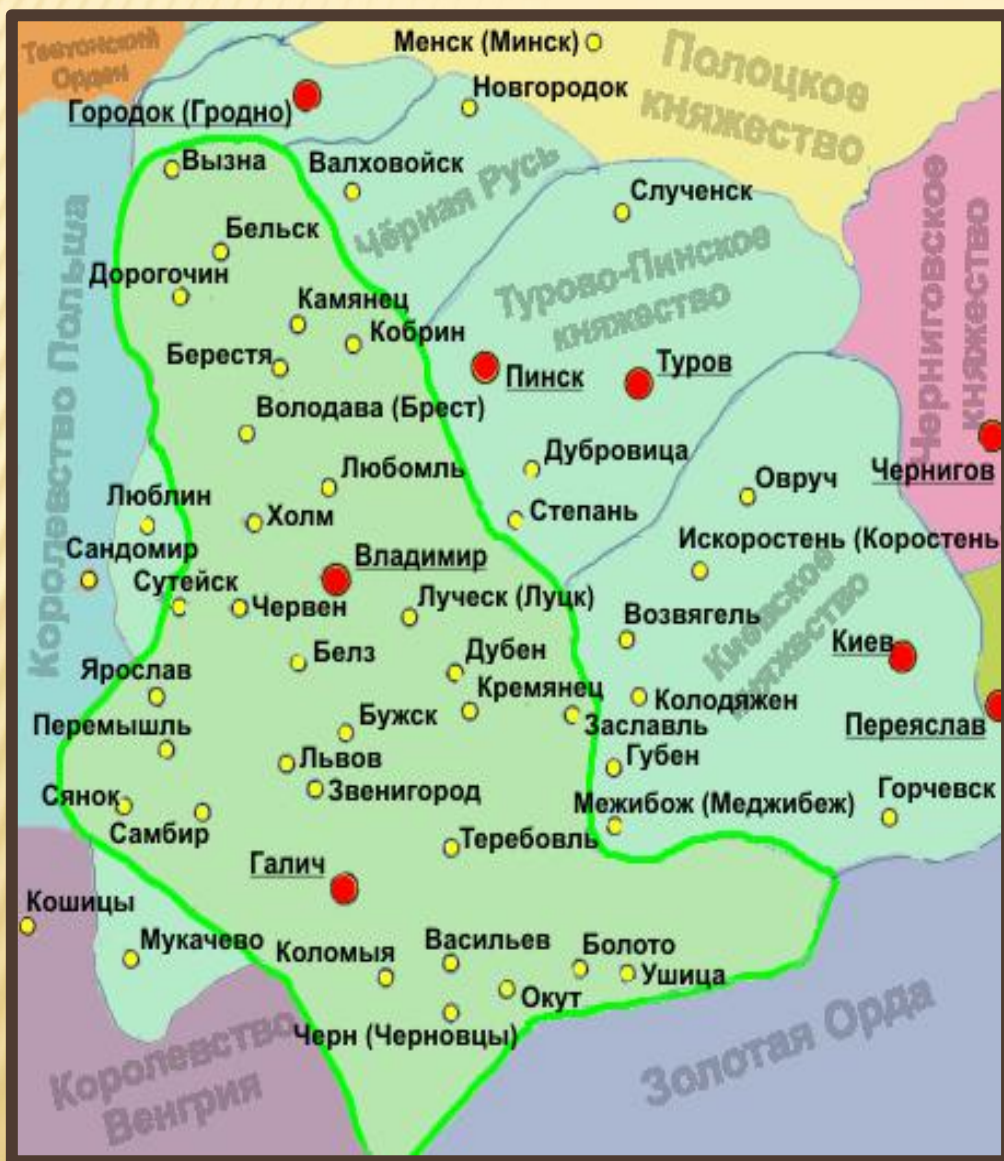 Тевтонский
Орден
Менск (Минск)
Полоцкое
княжество
Новгородок
Городок (Гродно)
Вызна
Валховойск
Чёрная Русь
Слученск
Черниговское
княжество
Королевство Польша
Бельск
Дорогочин
Турово-Пинское
княжество
Камянец
Кобрин
Берестя
Пинск
Туров
Володава (Брест)
Чернигов
Дубровица
Любомль
Овруч
Люблин
Холм
Степань
Искоростень (Коростень
Сандомир
Владимир
Сутейск
Червен
Луческ (Луцк)
Возвягель
Киевское
княжество
Киев
Белз
Дубен
Ярослав
Кремянец
Колодяжен
Перемышль
Бужск
Заславль
Переяслав
Львов
Губен
Звенигород
Сянок
Межибож (Меджибеж)
Горчевск
Самбир
Теребовль
Галич
Кошицы
Мукачево
Коломыя
Васильев
Болото
Ушица
Окут
Черн (Черновцы)
Королевство
Венгрия
Золотая Орда